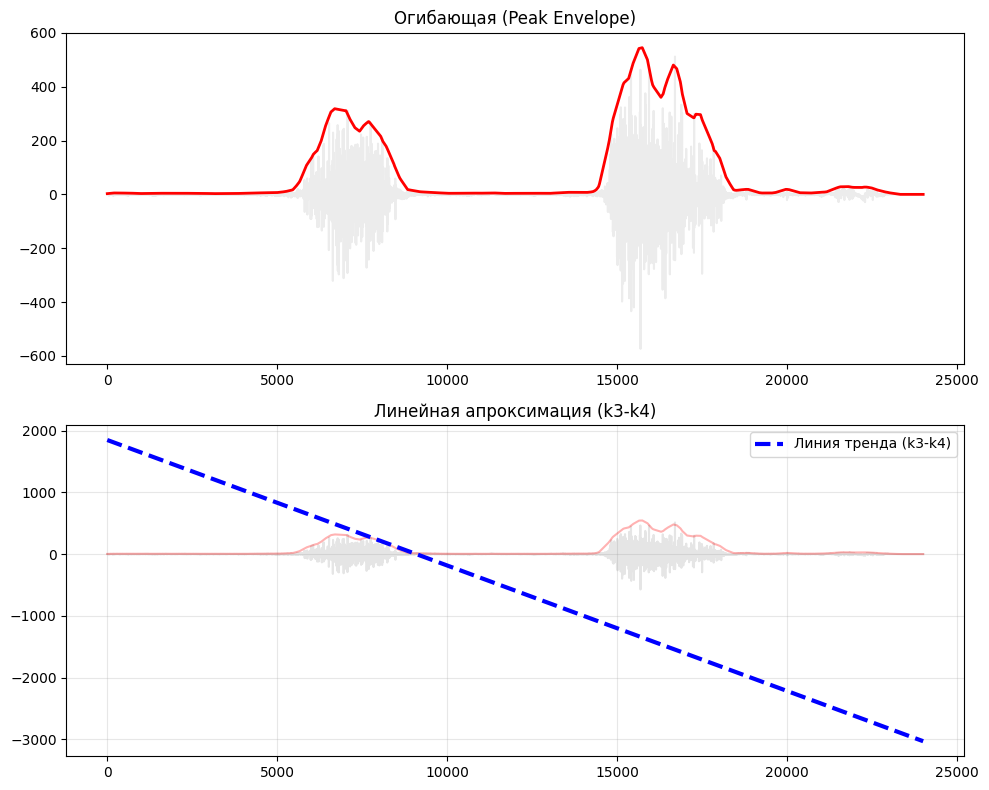 Огибающая (Peak Envelope)
600
400
200
0
−200
−400
−600
0 5000 10000 15000 20000 25000
Линейная апроксимация (k3-k4)
Линия тренда (k3-k4)
2000
1000
0
−1000
−2000
−3000
0 5000 10000 15000 20000 25000